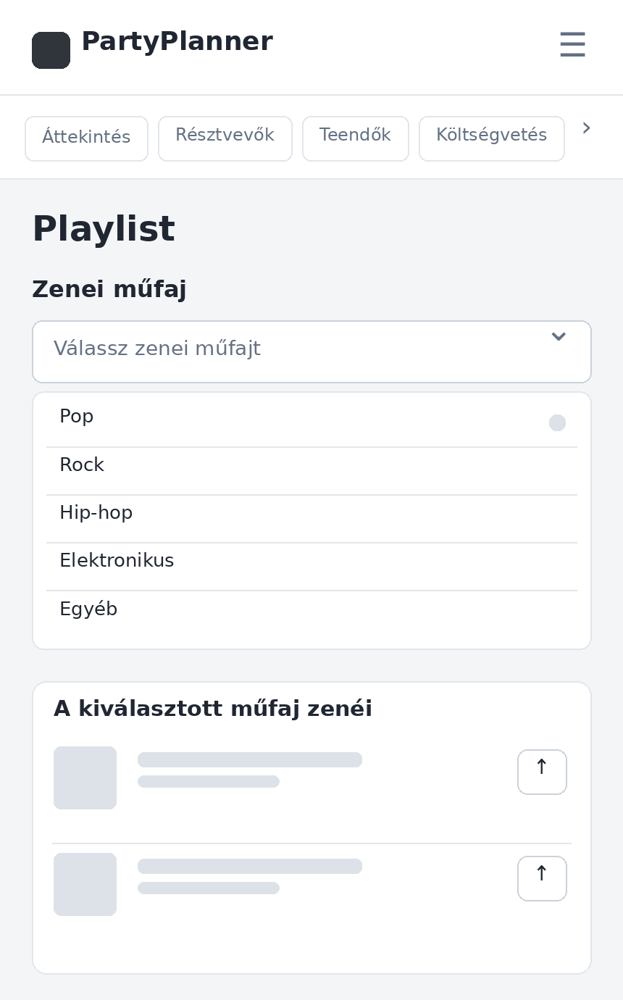 PartyPlanner
☰
Áttekintés Résztvevők Teendők Költségvetés ›
Playlist
Zenei műfaj
Válassz zenei műfajt
Pop
Rock
Hip-hop
Elektronikus
Egyéb
A kiválasztott műfaj zenéi
↑
↑